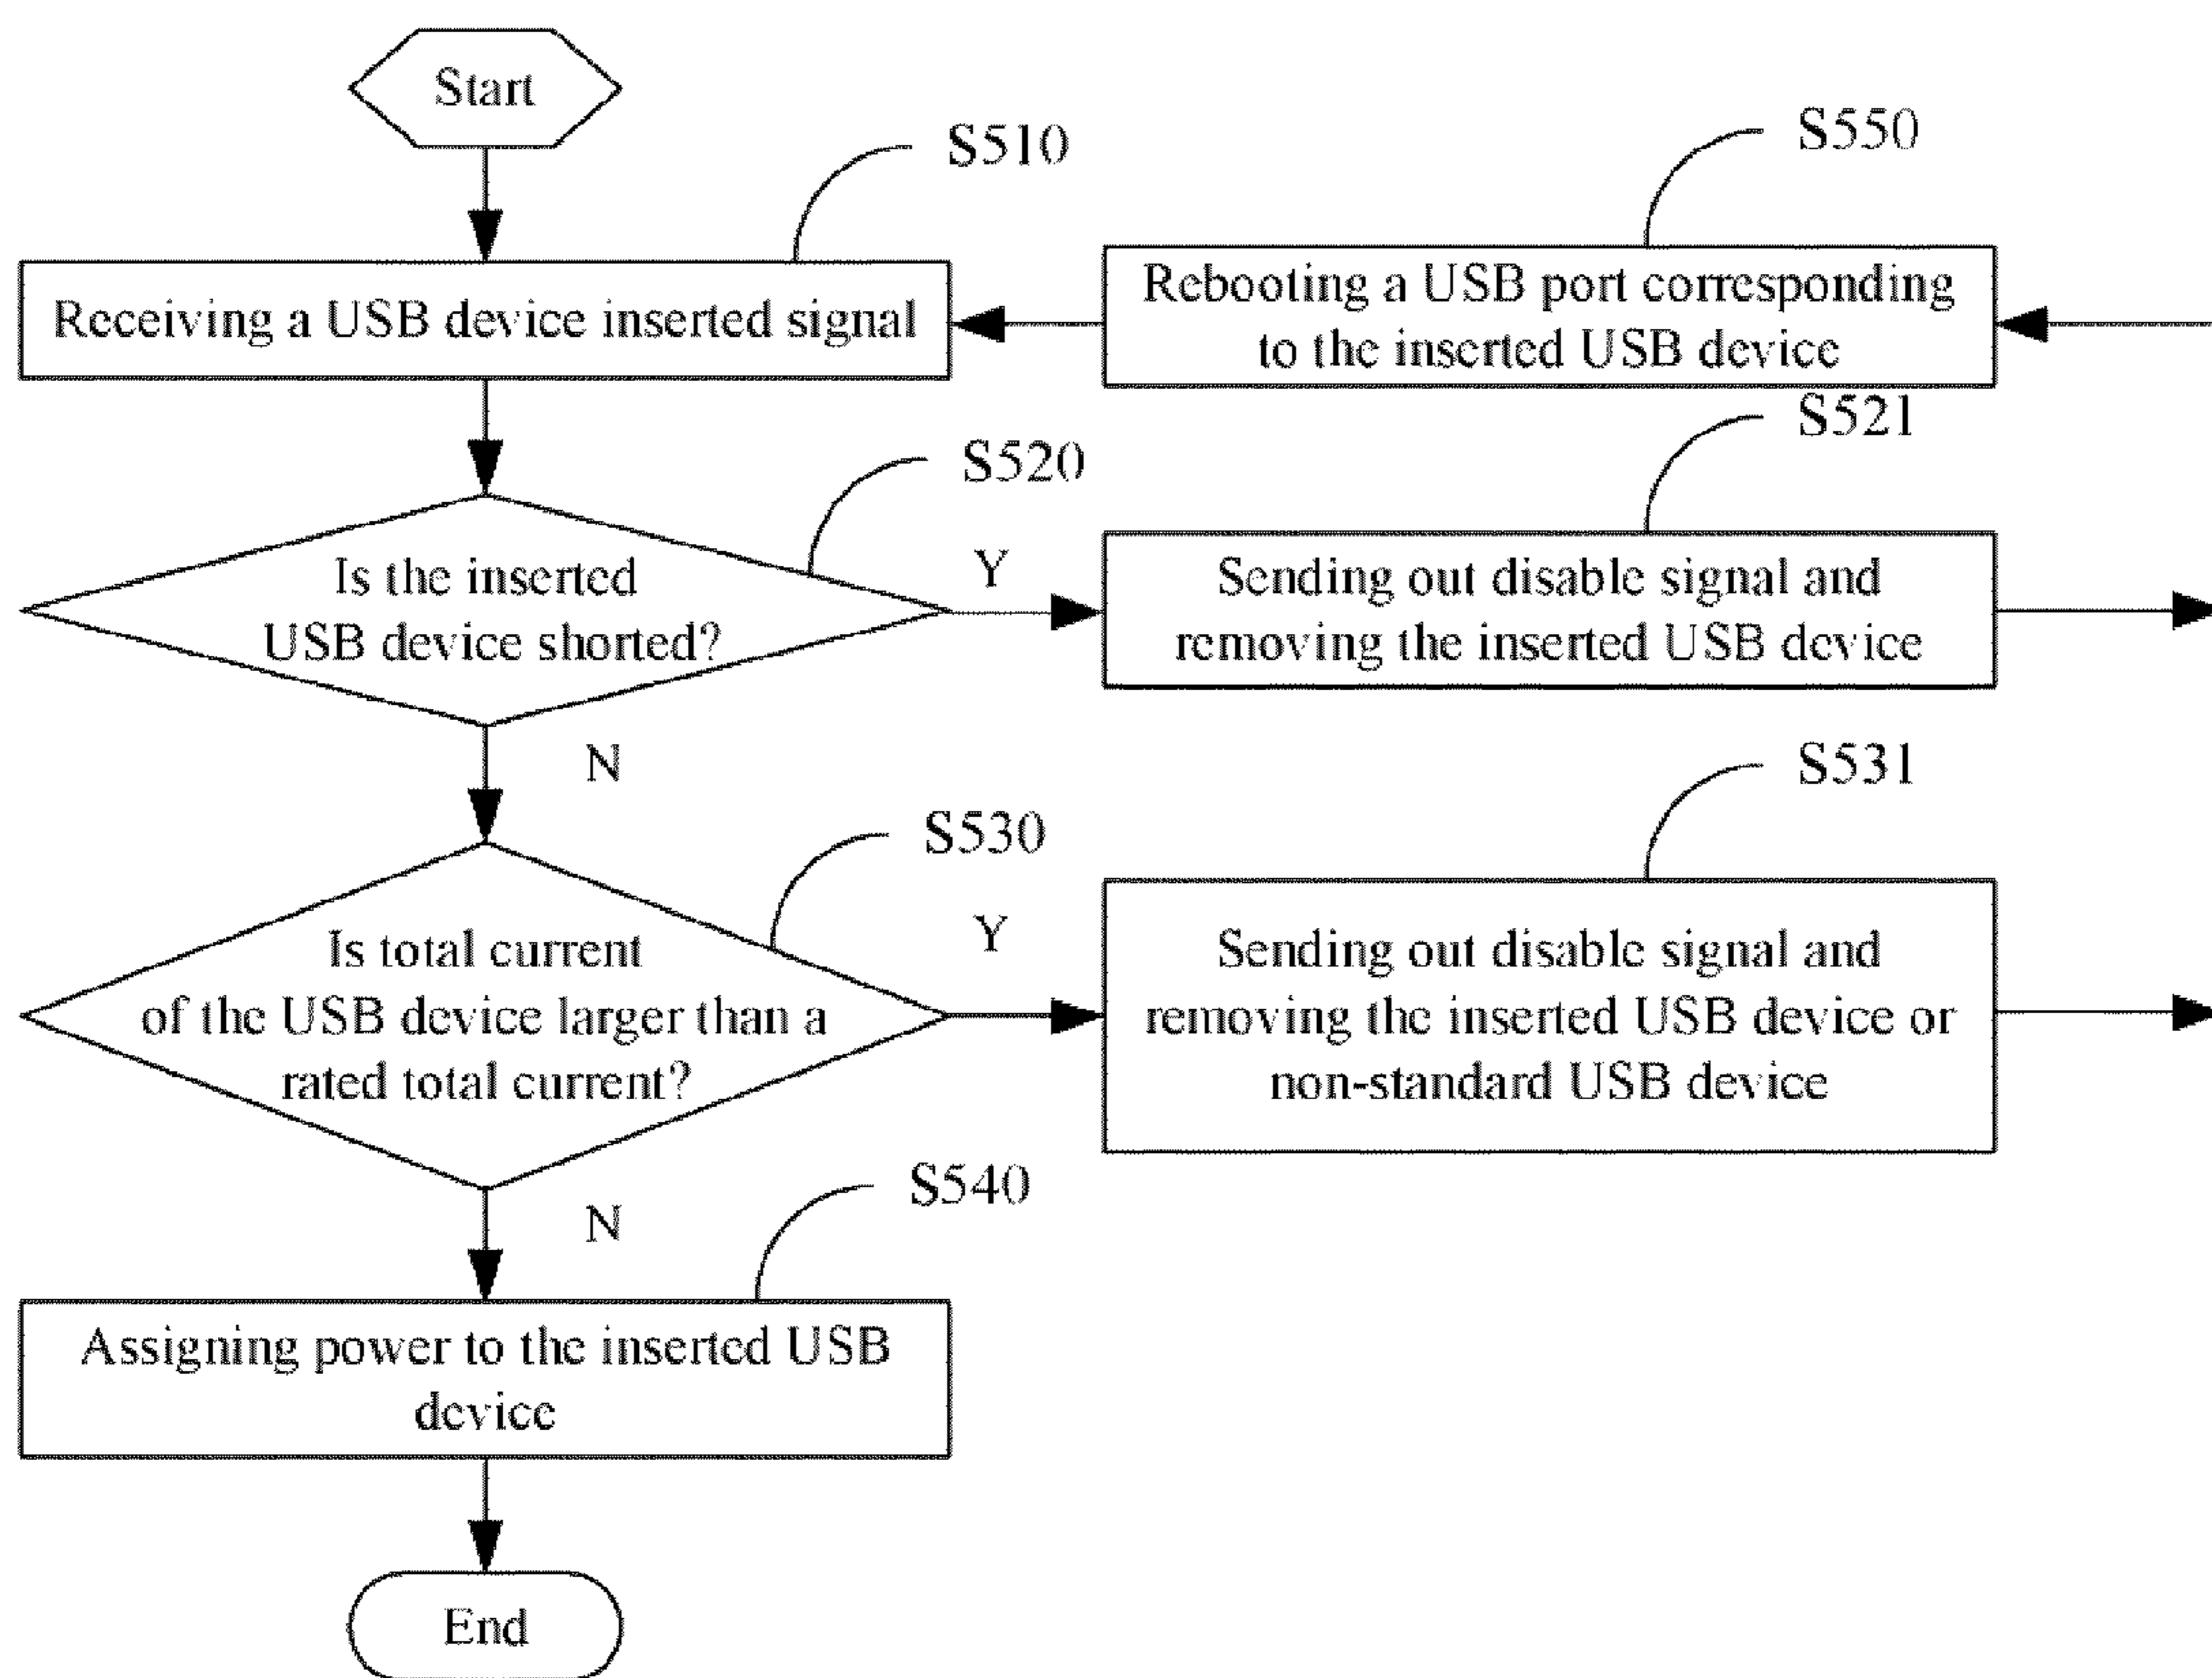 Start
S510
Receiving a USB device inserted signal
S550
Rebooting a USB port corresponding
to the inserted USB device
S520
Is the inserted
USB device shorted?
Y
S521
Sending out disable signal and
removing the inserted USB device
N
S530
Is total current
of the USB device larger than a
rated total current?
Y
S531
Sending out disable signal and
removing the inserted USB device or
non-standard USB device
N
S540
Assigning power to the inserted USB
device
End